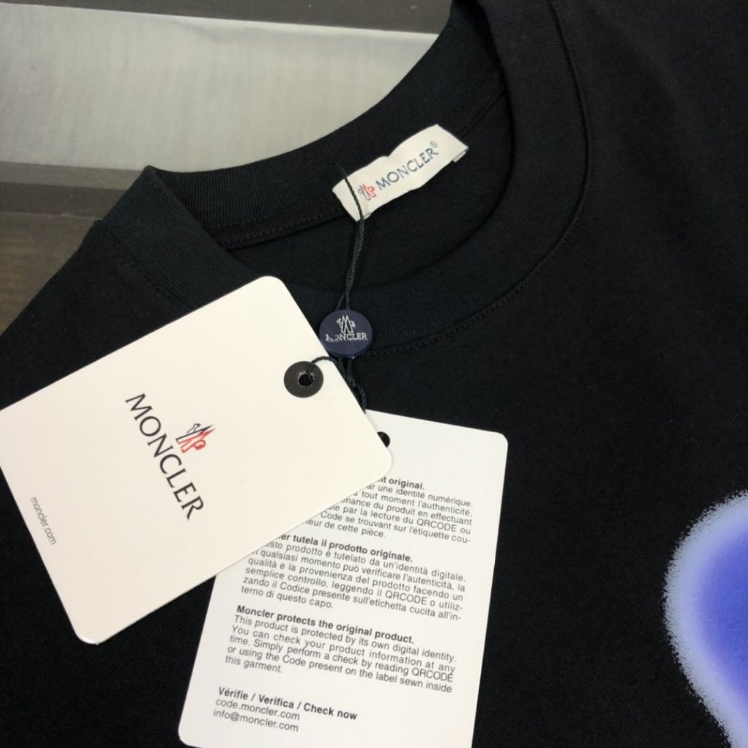 MONCLER®
MONCLER
MONCLER
moncler.com
original.
une identité numérique.
tout moment l'authenticité,
du produit en effectuant
par la lecture du QRCODE ou
Code se trouvant sur l'étiquette cou-
de cette pièce.
tutela il prodotto originale.
prodotto è tutelato da un'identità digitale.
qualsiasi momento può verificare l'autenticità, la
qualità e la provenienza del prodotto facendo un
semplice controllo, leggendo il QRCODE o utiliz-
zando il Codice presente sull'etichetta cucita all'in-
terno di questo capo.
Moncler protects the original product.
This product is protected by its own digital identity.
You can check your product information at any
time. Simply perform a check by reading QRCODE
or using the Code present on the label sewn inside
this garment.
Vérifie / Verifica / Check now
code.moncler.com
info@moncler.com